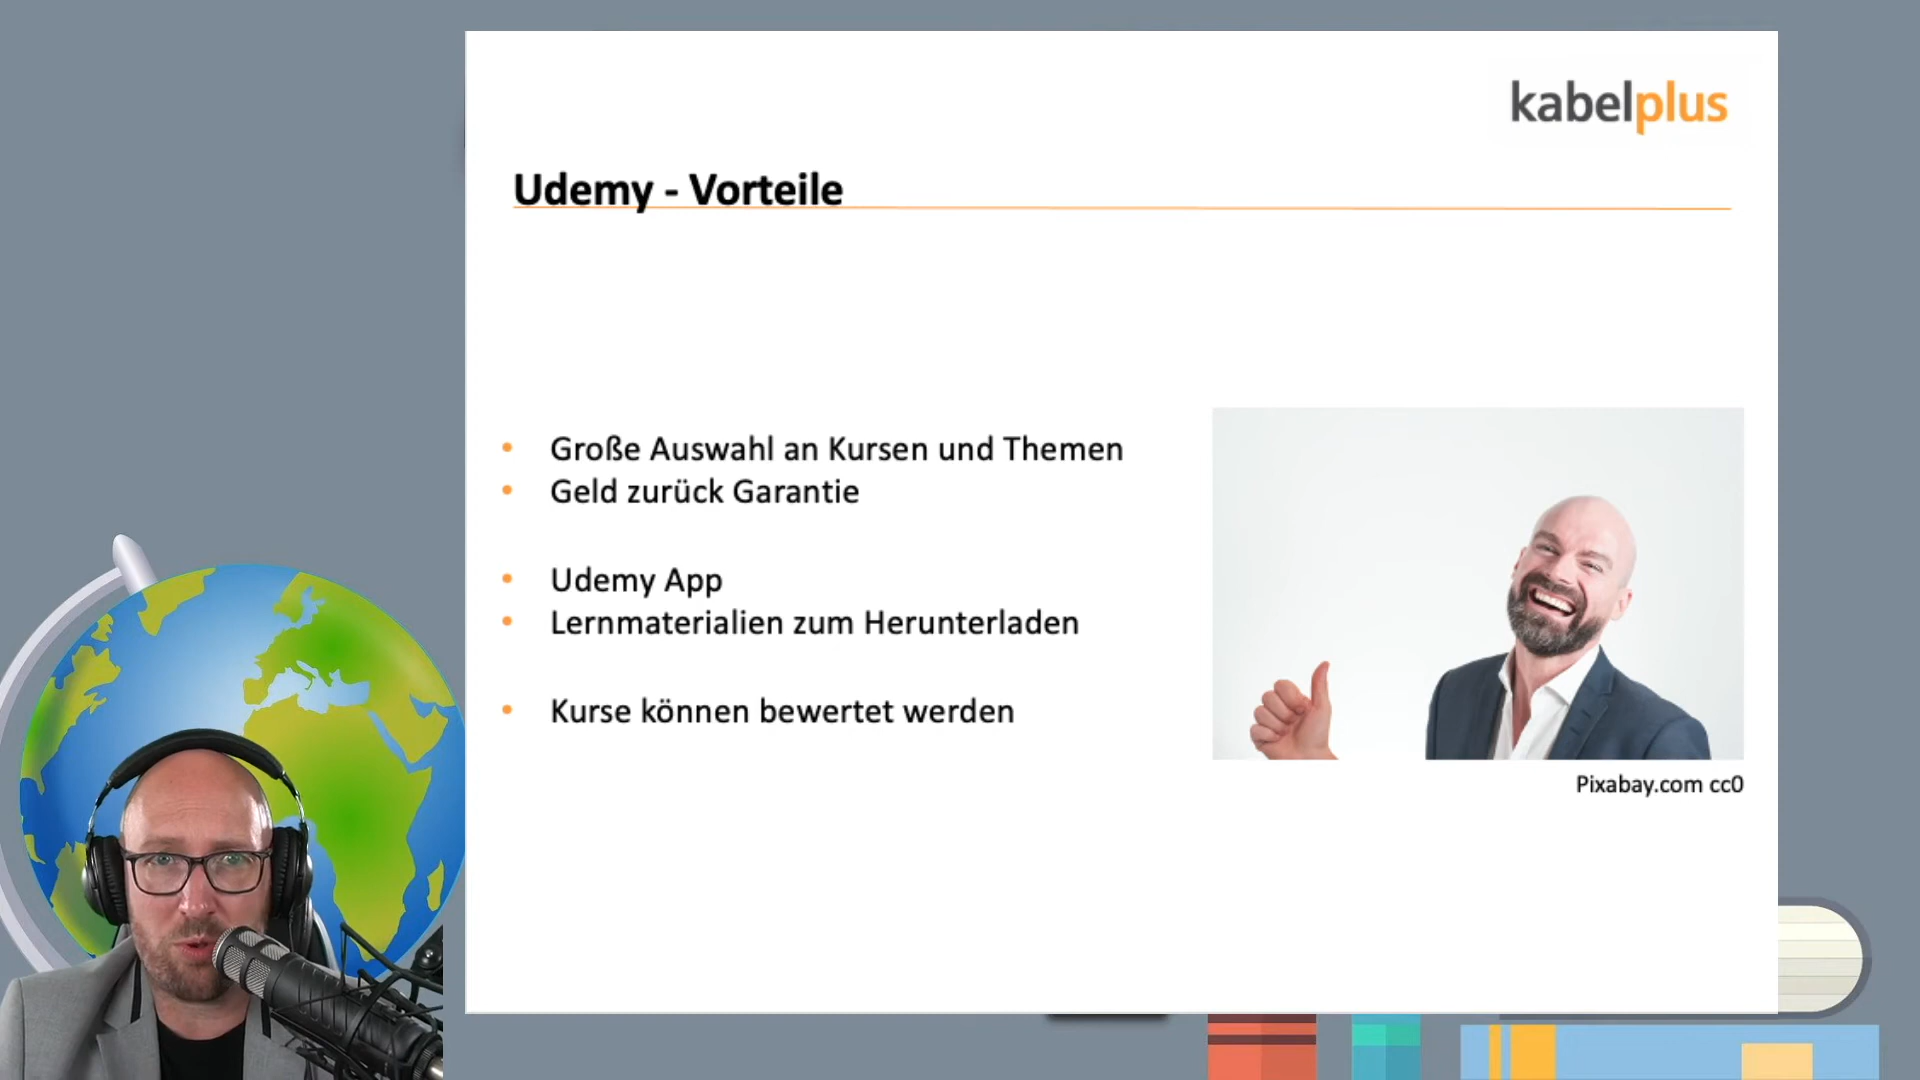 kabelplus
Udemy - Vorteile
• Große Auswahl an Kursen und Themen
• Geld zurück Garantie
• Udemy App
• Lernmaterialien zum Herunterladen
• Kurse können bewertet werden
Pixabay.com cc0